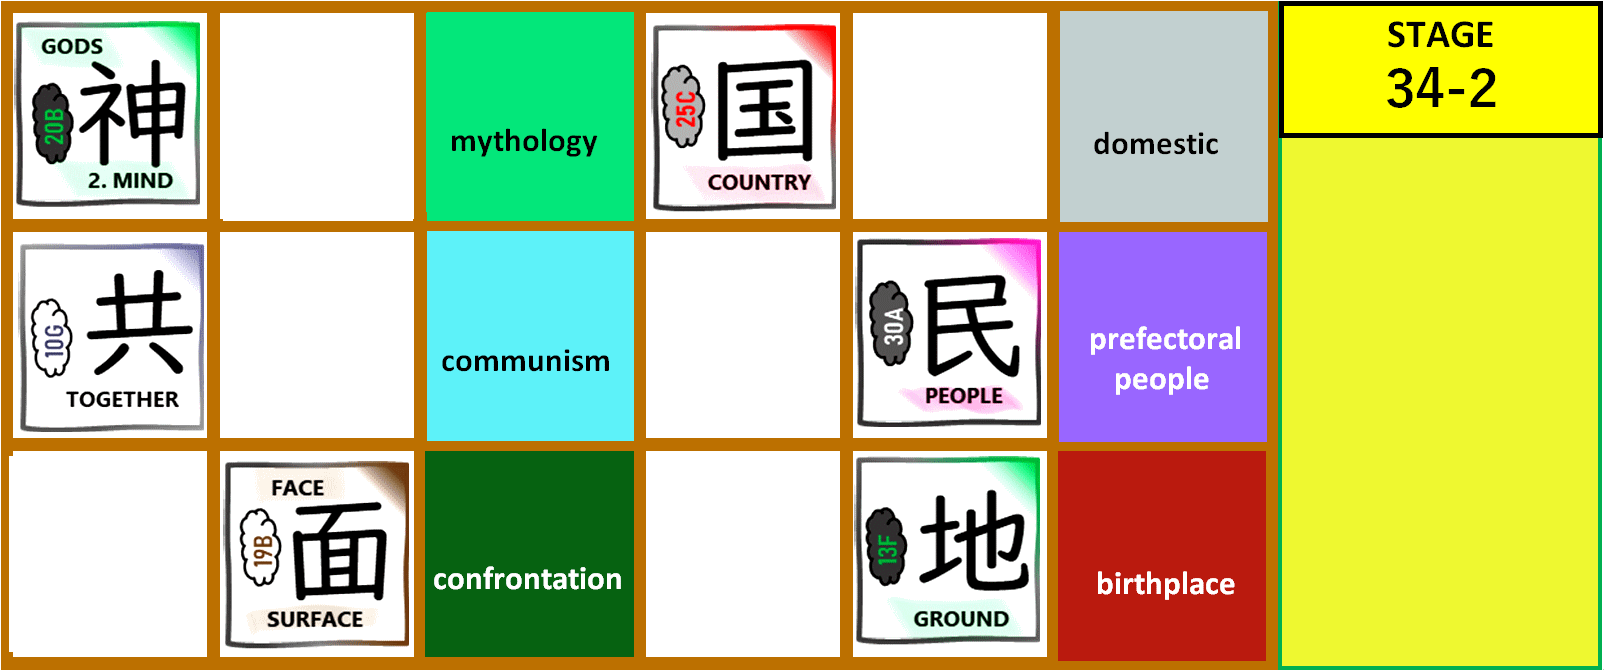 GODS
20B
神
2. MIND
mythology
25C
国
COUNTRY
domestic
STAGE
34-2
10G
共
TOGETHER
communism
30A
民
PEOPLE
prefectoral
people
FACE
19B
面
SURFACE
confrontation
13F
地
GROUND
birthplace